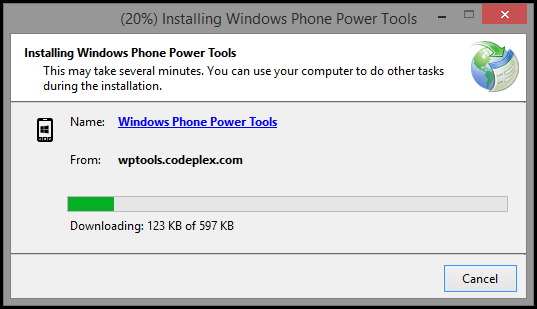 (20%) Installing Windows Phone Power Tools
Installing Windows Phone Power Tools
This may take several minutes. You can use your computer to do other tasks
during the installation.
Name: Windows Phone Power Tools
From: wptools.codeplex.com
Downloading: 123 KB of 597 KB
Cancel